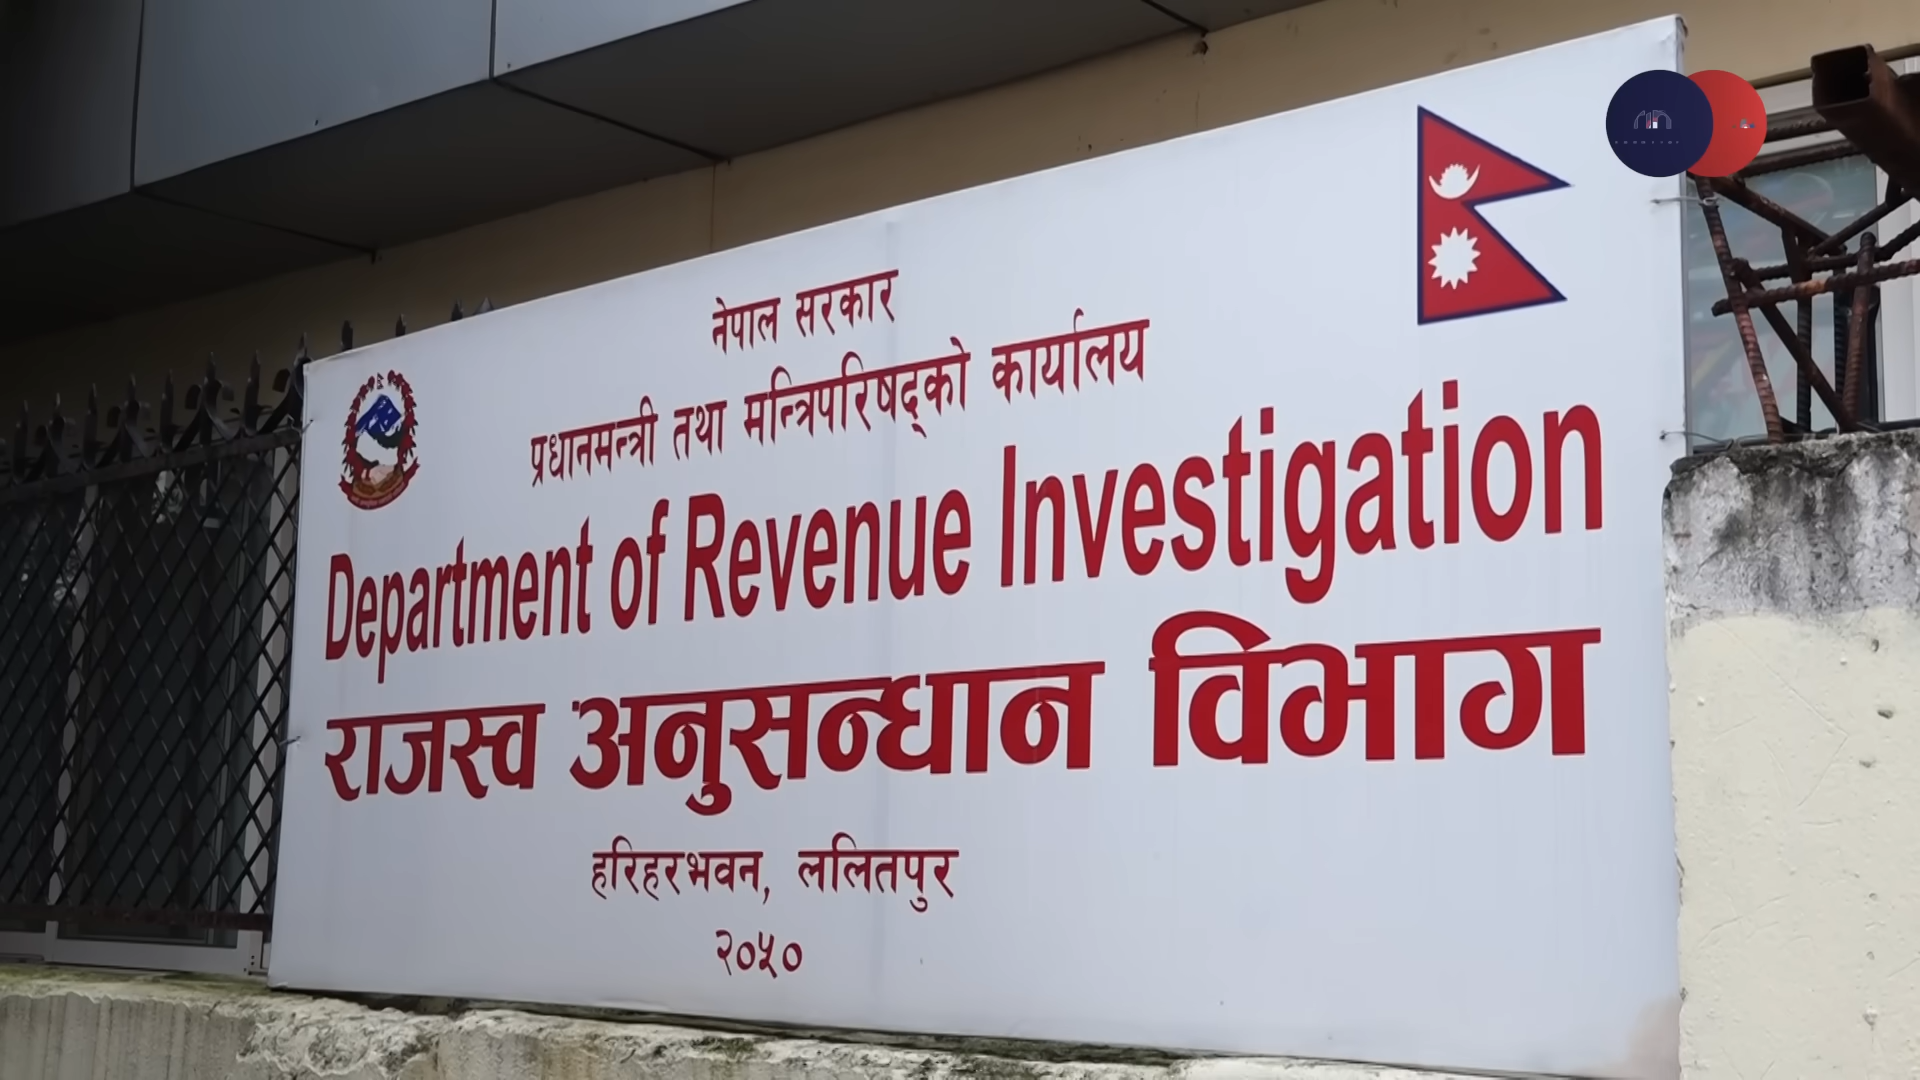 नेपाल सरकार
प्रधानमन्त्री तथा मन्त्रिपरिषद्को कार्यालय
Department of Revenue Investigation
राजस्व अनुसन्धान विभाग
हरिहरभवन, ललितपुर
२०५०